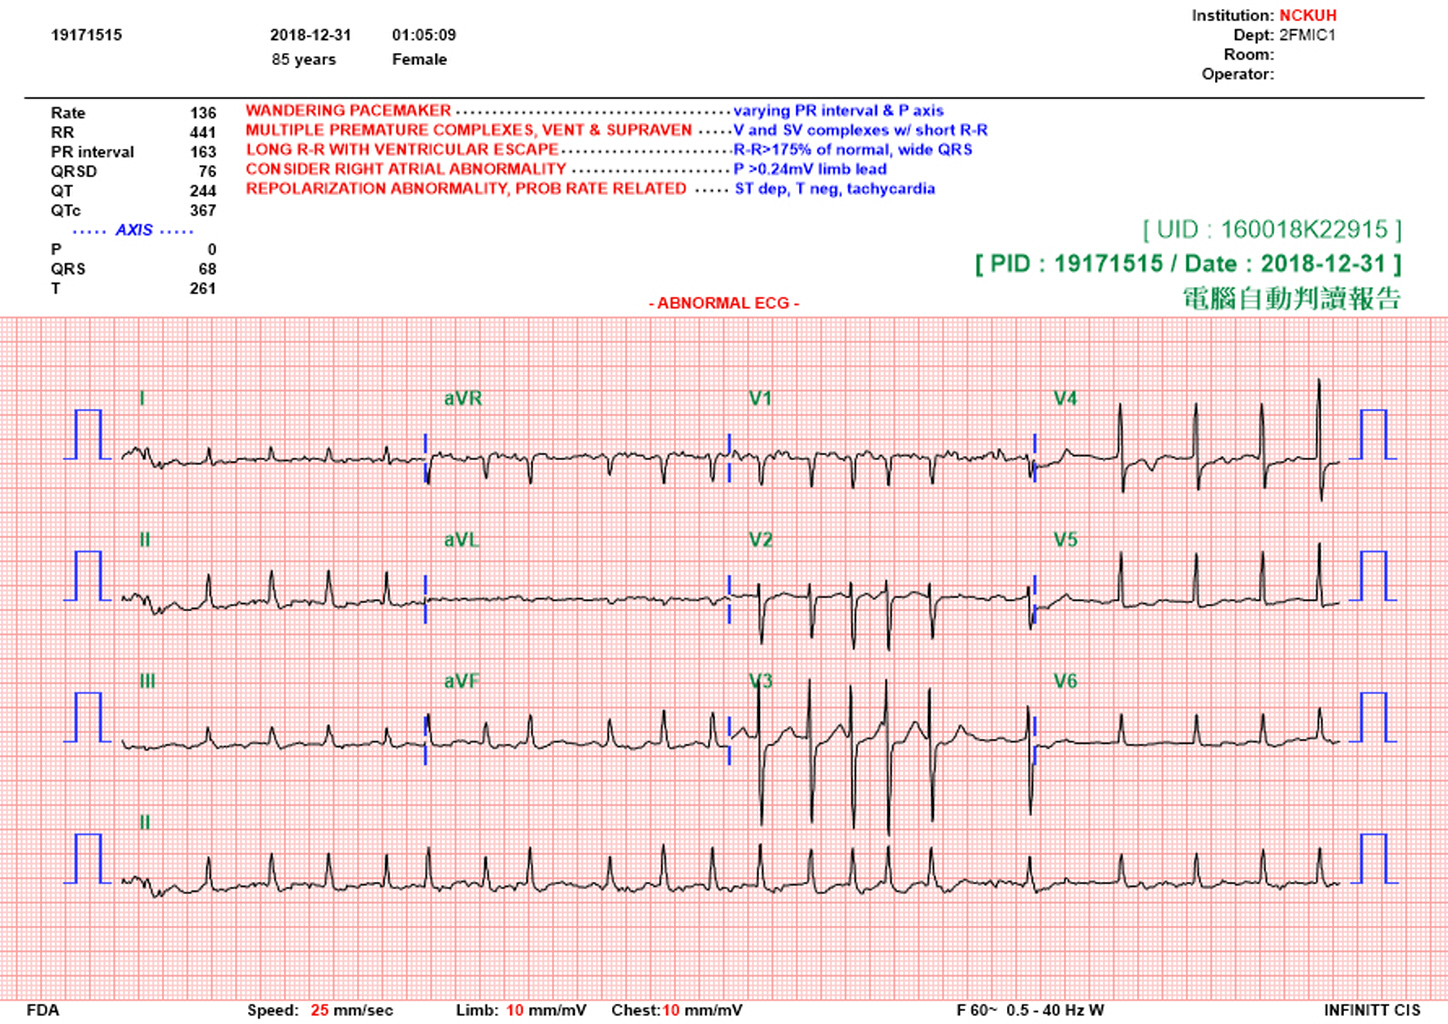 Institution: NCKUH
19171515 2018-12-31 01:05:09 Dept: 2FMIC1
85 years Female Room:
Operator:
Rate 136 WANDERING PACEMAKER varying PR interval & P axis
RR 441 MULTIPLE PREMATURE COMPLEXES, VENT & SUPRAVEN V and SV complexes w/ short R-R
PR interval 163 LONG R-R WITH VENTRICULAR ESCAPE R-R>175% of normal, wide QRS
QRSD 76 CONSIDER RIGHT ATRIAL ABNORMALITY P >0.24mV limb lead
QT 244 REPOLARIZATION ABNORMALITY, PROB RATE RELATED ST dep, T neg, tachycardia
QTc 367
AXIS
P 0
QRS 68
T 261
[ UID : 160018K22915 ]
[ PID : 19171515 / Date : 2018-12-31 ]
電腦自動判讀報告
- ABNORMAL ECG -
I aVR V1 V4
II aVL V2 V5
III aVF V3 V6
II
FDA Speed: 25 mm/sec Limb: 10 mm/mV Chest:10 mm/mV F 60~ 0.5 - 40 Hz W INFINITT CIS